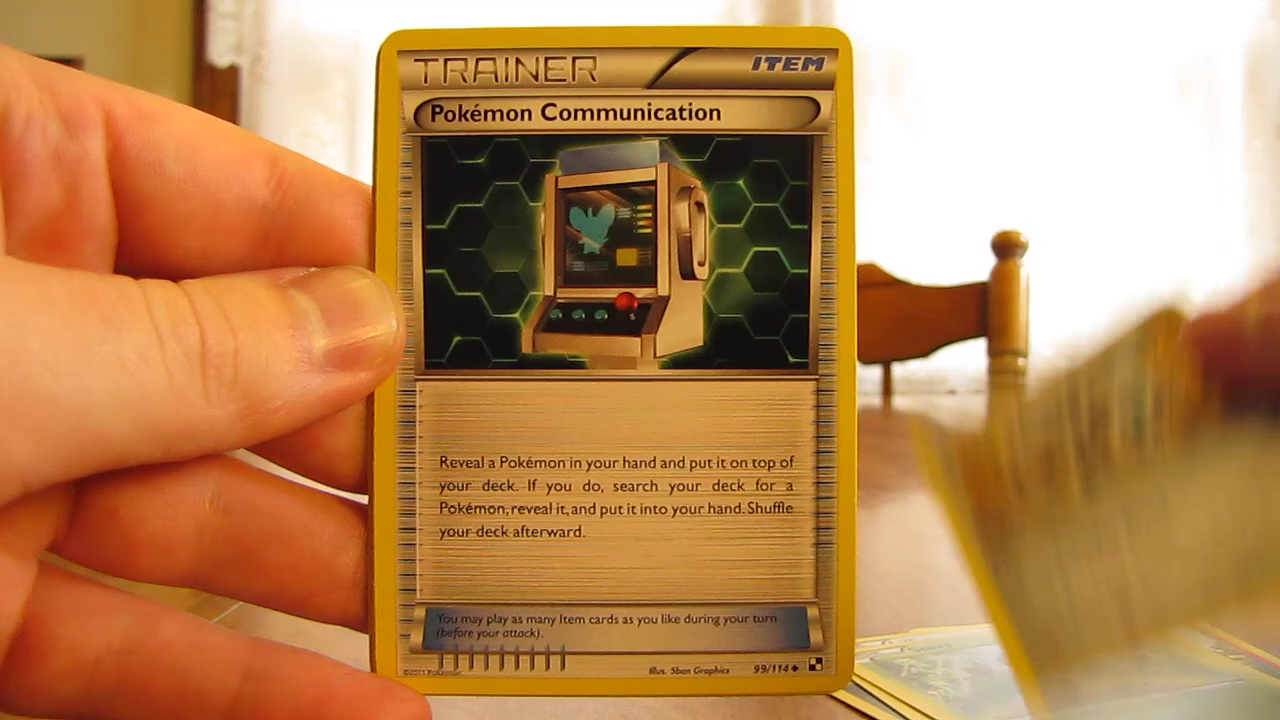 TRAINER ITEM
Pokémon Communication
Reveal a Pokémon in your hand and put it on top of
your deck. If you do, search your deck for a
Pokémon, reveal it, and put it into your hand. Shuffle
your deck afterward.
You may play as many Item cards as you like during your turn
(before your attack).
©2011 Pokémon Illus. 5ban Graphics 99/114